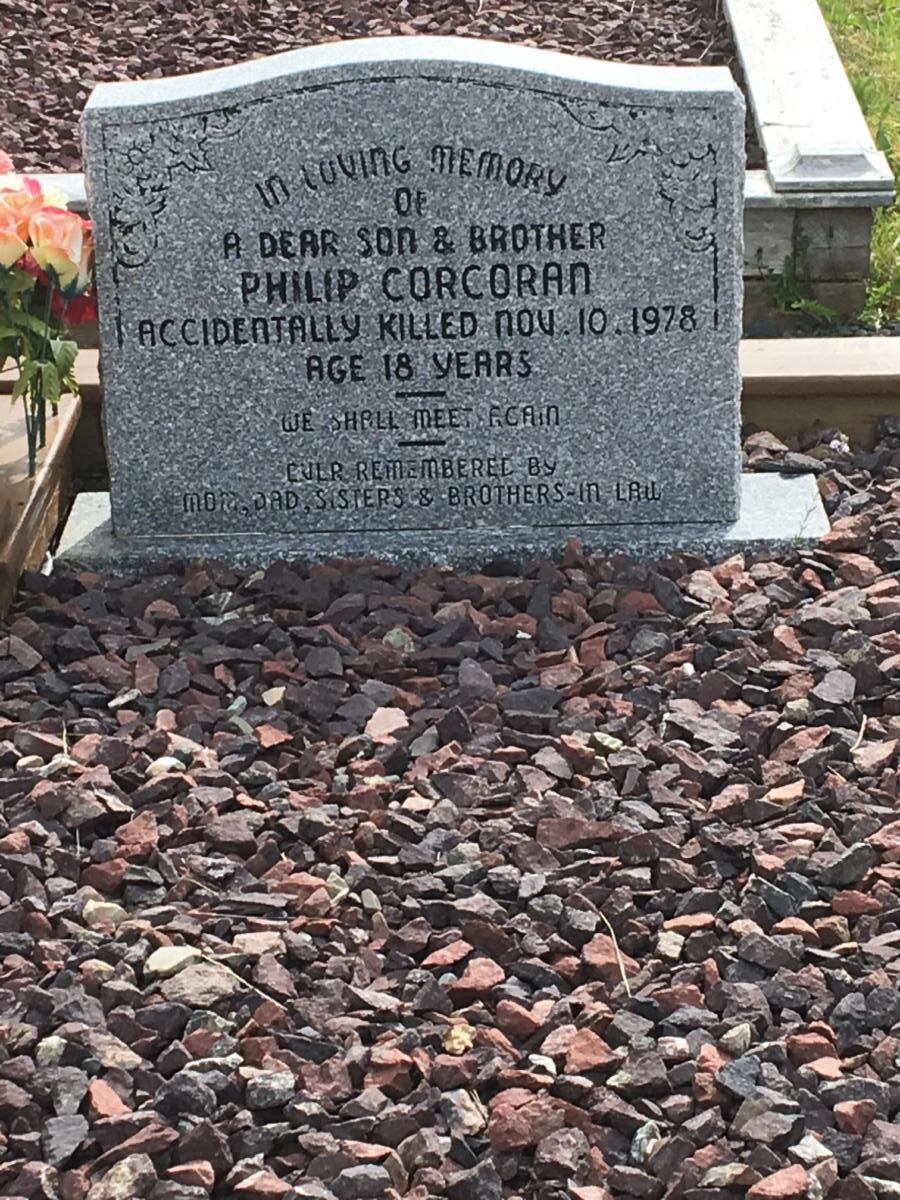 IN LOVING MEMORY
OF
A DEAR SON & BROTHER
PHILIP CORCORAN
ACCIDENTALLY KILLED NOV. 10. 1978
AGE 18 YEARS
WE SHALL MEET AGAIN
EVER REMEMBERED BY
MOM, DAD, SISTERS & BROTHERS-IN LAW